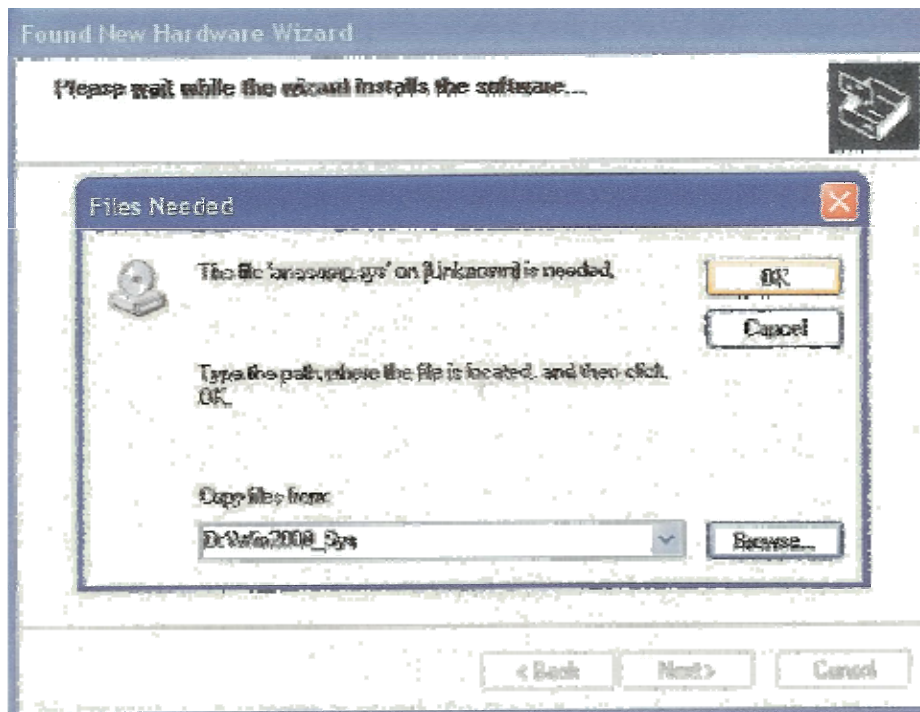 Found New Hardware Wizard
Please wait while the wizard installs the software...
Files Needed
The file on (Unknown) is needed.
OK
Cancel
Type the path where the file is located, and then click
OK.
Copy files from:
D:\Win2000_Sys
Browse...
< Back
Next >
Cancel